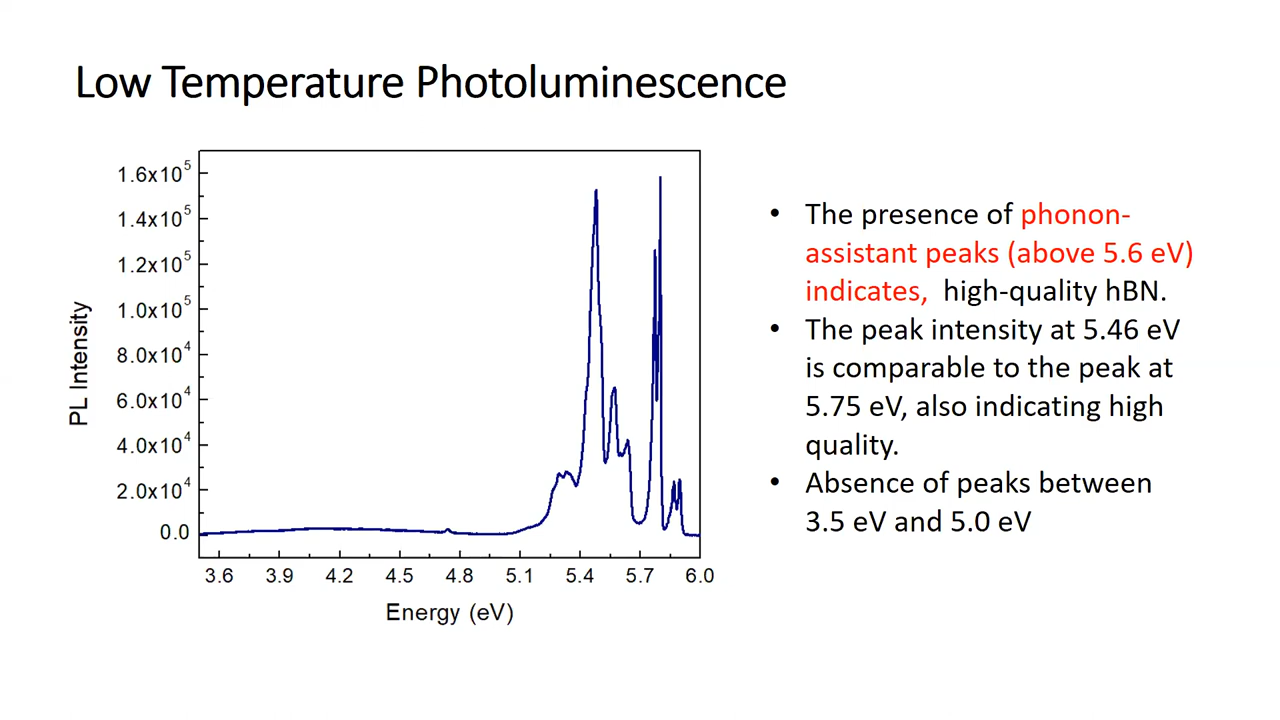 Low Temperature Photoluminescence
1.6x10⁵
1.4x10⁵
1.2x10⁵
1.0x10⁵
8.0x10⁴
6.0x10⁴
4.0x10⁴
2.0x10⁴
0.0
PL Intensity
3.6 3.9 4.2 4.5 4.8 5.1 5.4 5.7 6.0
Energy (eV)
• The presence of phonon-
assistant peaks (above 5.6 eV)
indicates, high-quality hBN.
• The peak intensity at 5.46 eV
is comparable to the peak at
5.75 eV, also indicating high
quality.
• Absence of peaks between
3.5 eV and 5.0 eV